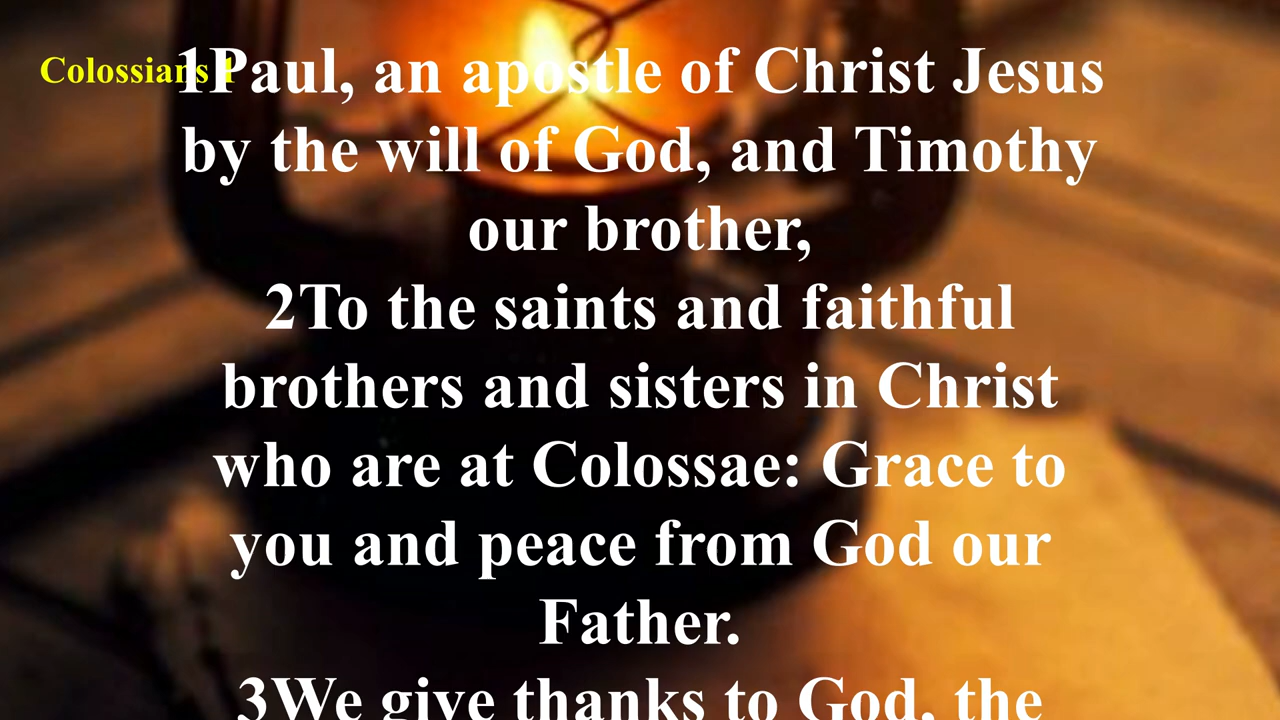 Colossians 1
1Paul, an apostle of Christ Jesus
by the will of God, and Timothy
our brother,
2To the saints and faithful
brothers and sisters in Christ
who are at Colossae: Grace to
you and peace from God our
Father.
3We give thanks to God, the